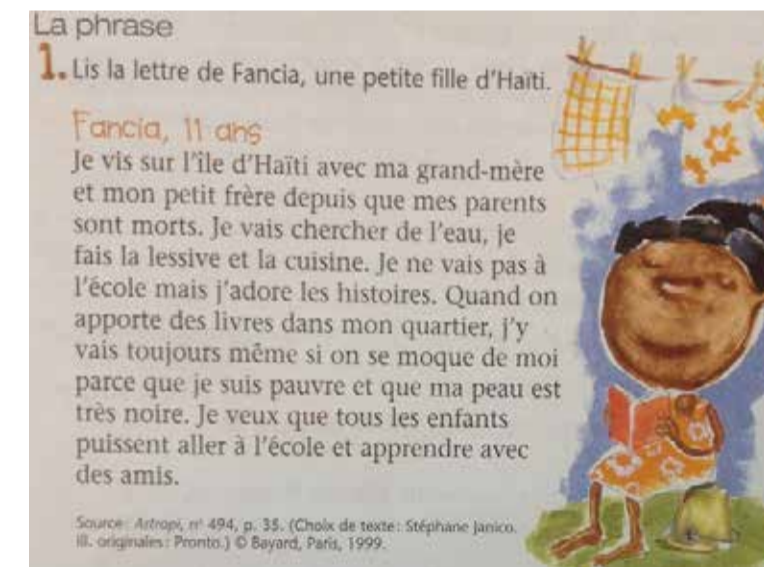 La phrase
1. Lis la lettre de Fancia, une petite fille d'Haïti.
Fancia, 11 ans
Je vis sur l'île d'Haïti avec ma grand-mère
et mon petit frère depuis que mes parents
sont morts. Je vais chercher de l'eau, je
fais la lessive et la cuisine. Je ne vais pas à
l'école mais j'adore les histoires. Quand on
apporte des livres dans mon quartier, j'y
vais toujours même si on se moque de moi
parce que je suis pauvre et que ma peau est
très noire. Je veux que tous les enfants
puissent aller à l'école et apprendre avec
des amis.
Source: Astrapi, n° 494, p. 35. (Choix de texte: Stéphane Janico.
Ill. originales: Pronto.) © Bayard, Paris, 1999.